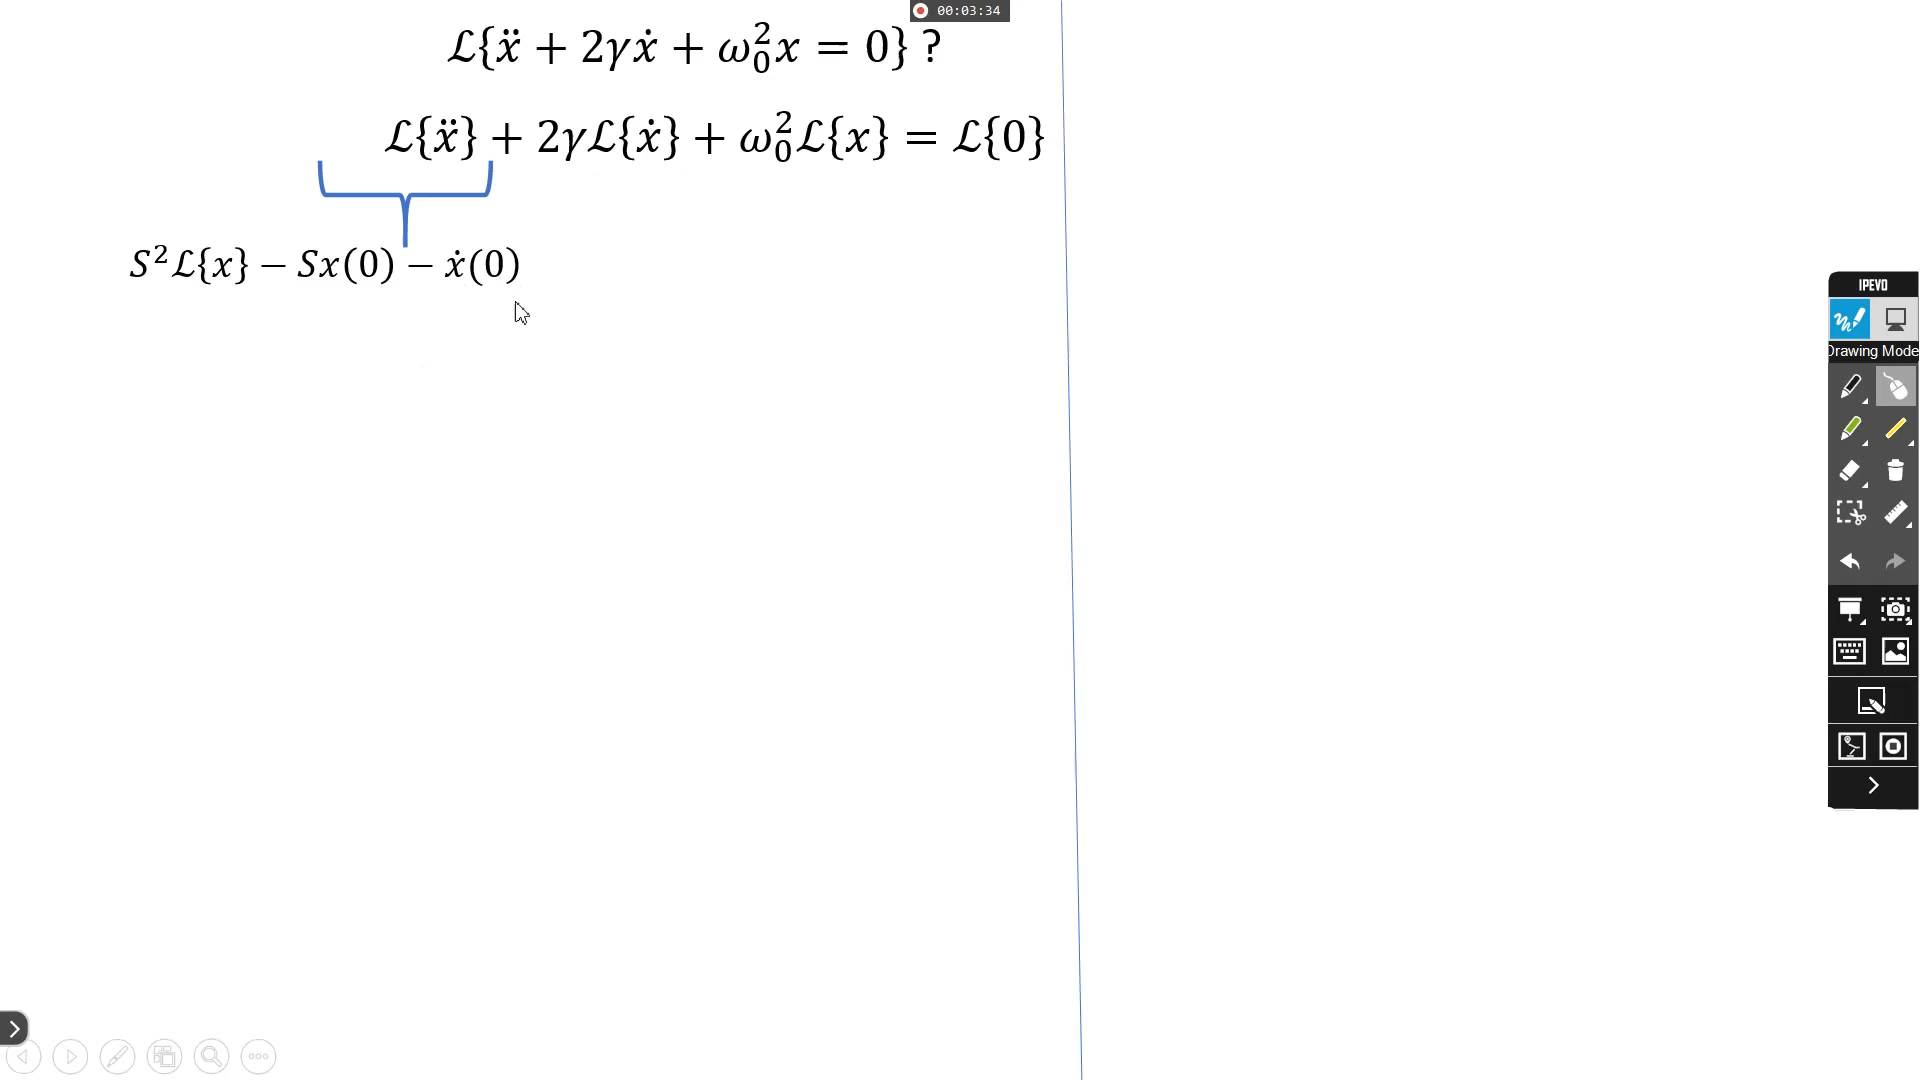 00:03:34
ℒ{ẍ + 2γẋ + ω₀²x = 0} ?
ℒ{ẍ} + 2γℒ{ẋ} + ω₀²ℒ{x} = ℒ{0}
S²ℒ{x} − Sx(0) − ẋ(0)
IPEVO
Drawing Mode